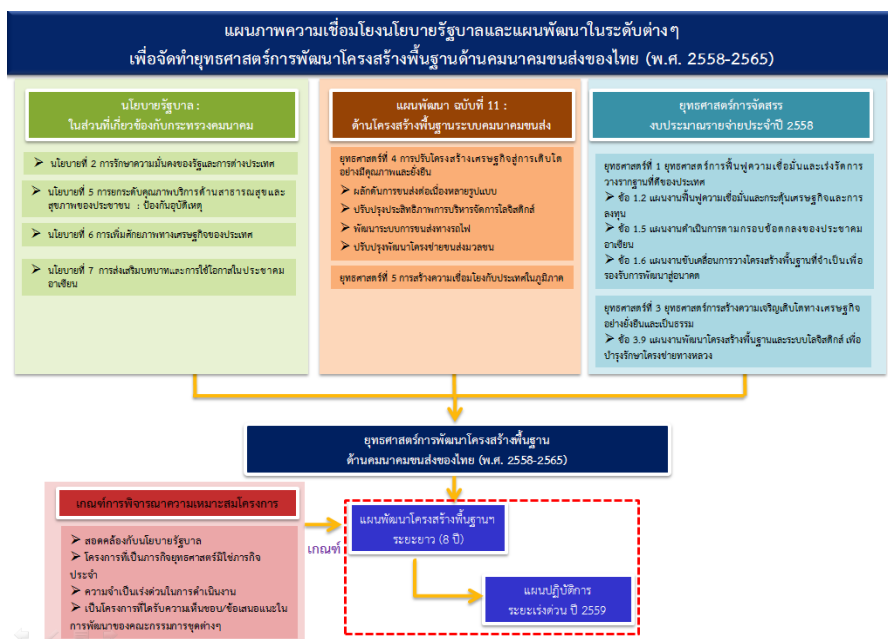 แผนภาพความเชื่อมโยงนโยบายรัฐบาลและแผนพัฒนาในระดับต่างๆ
เพื่อจัดทำยุทธศาสตร์การพัฒนาโครงสร้างพื้นฐานด้านคมนาคมขนส่งของไทย (พ.ศ. 2558-2565)
นโยบายรัฐบาล :
ในส่วนที่เกี่ยวข้องกับกระทรวงคมนาคม
➢ นโยบายที่ 2 การรักษาความมั่นคงของรัฐและการต่างประเทศ
➢ นโยบายที่ 5 การยกระดับคุณภาพบริการด้านสาธารณสุขและ
สุขภาพของประชาชน : ป้องกันอุบัติเหตุ
➢ นโยบายที่ 6 การเพิ่มศักยภาพทางเศรษฐกิจของประเทศ
➢ นโยบายที่ 7 การส่งเสริมบทบาทและการใช้โอกาสในประชาคม
อาเซียน
แผนพัฒนา ฉบับที่ 11 :
ด้านโครงสร้างพื้นฐานระบบคมนาคมขนส่ง
ยุทธศาสตร์ที่ 4 การปรับโครงสร้างเศรษฐกิจสู่การเติบโต
อย่างมีคุณภาพและยั่งยืน
➢ ผลักดันการขนส่งต่อเนื่องหลายรูปแบบ
➢ ปรับปรุงประสิทธิภาพการบริหารจัดการโลจิสติกส์
➢ พัฒนาระบบการขนส่งทางรถไฟ
➢ ปรับปรุงพัฒนาโครงข่ายขนส่งมวลชน
ยุทธศาสตร์ที่ 5 การสร้างความเชื่อมโยงกับประเทศในภูมิภาค
ยุทธศาสตร์การจัดสรร
งบประมาณรายจ่ายประจำปี 2558
ยุทธศาสตร์ที่ 1 ยุทธศาสตร์การฟื้นฟูความเชื่อมั่นและเร่งรัดการ
วางรากฐานที่ดีของประเทศ
➢ ข้อ 1.2 แผนงานฟื้นฟูความเชื่อมั่นและกระตุ้นเศรษฐกิจและการ
ลงทุน
➢ ข้อ 1.5 แผนงานดำเนินการตามกรอบข้อตกลงของประชาคม
อาเซียน
➢ ข้อ 1.6 แผนงานขับเคลื่อนการวางโครงสร้างพื้นฐานที่จำเป็นเพื่อ
รองรับการพัฒนาสู่อนาคต
ยุทธศาสตร์ที่ 3 ยุทธศาสตร์การสร้างความเจริญเติบโตทางเศรษฐกิจ
อย่างยั่งยืนและเป็นธรรม
➢ ข้อ 3.9 แผนงานพัฒนาโครงสร้างพื้นฐานและระบบโลจิสติกส์ เพื่อ
บำรุงรักษาโครงข่ายทางหลวง
ยุทธศาสตร์การพัฒนาโครงสร้างพื้นฐาน
ด้านคมนาคมขนส่งของไทย (พ.ศ. 2558-2565)
เกณฑ์การพิจารณาความเหมาะสมโครงการ
➢ สอดคล้องกับนโยบายรัฐบาล
➢ โครงการที่เป็นภารกิจยุทธศาสตร์มิใช่ภารกิจ
ประจำ
➢ ความจำเป็นเร่งด่วนในการดำเนินงาน
➢ เป็นโครงการที่ได้รับความเห็นชอบ/ข้อเสนอแนะใน
การพัฒนาของคณะกรรมการชุดต่างๆ
เกณฑ์
แผนพัฒนาโครงสร้างพื้นฐานฯ
ระยะยาว (8 ปี)
แผนปฏิบัติการ
ระยะเร่งด่วน ปี 2559